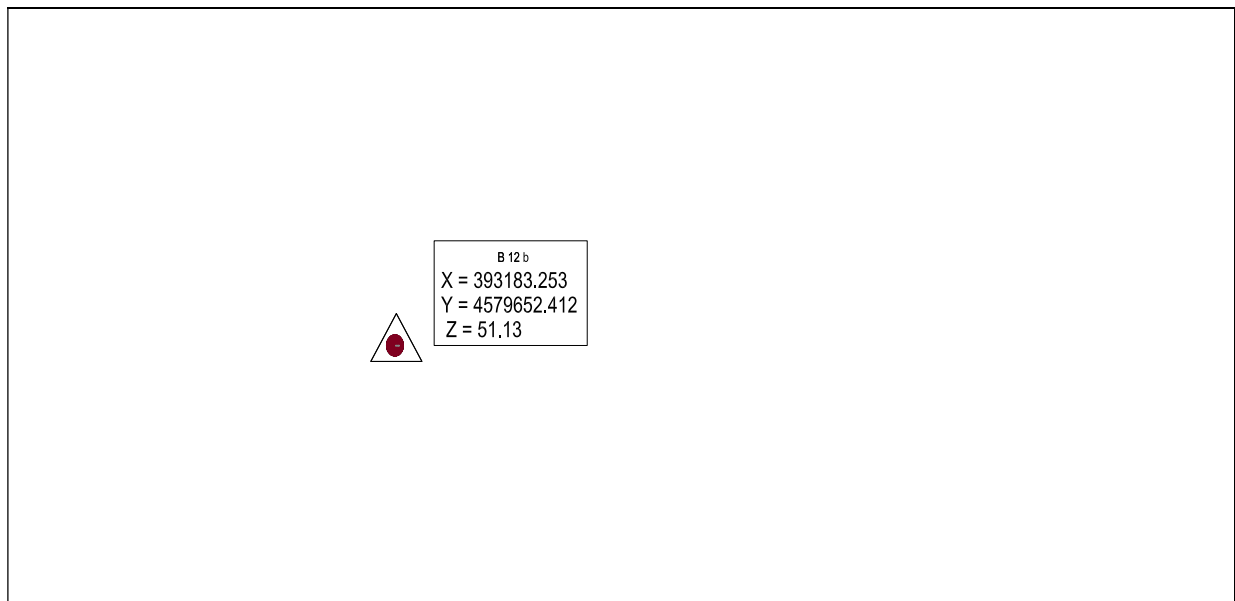 B 12 b
X = 393183.253
Y = 4579652.412
Z = 51.13